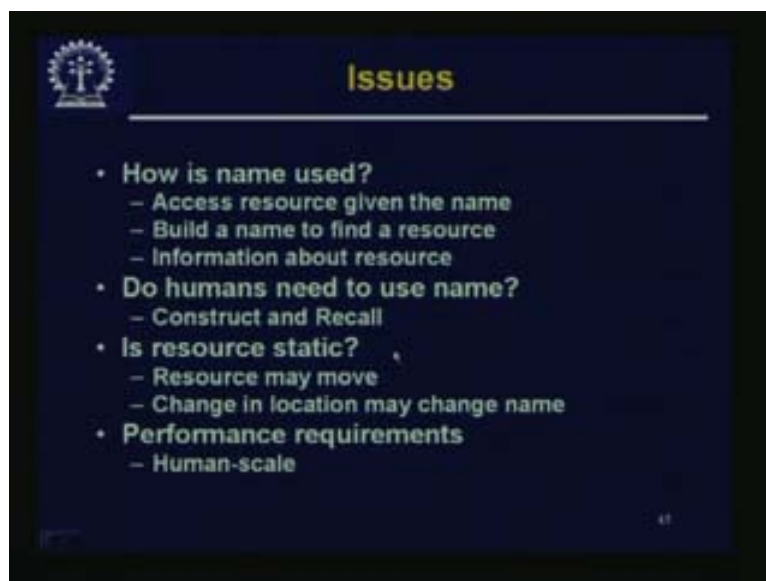 Issues
• How is name used?
– Access resource given the name
– Build a name to find a resource
– Information about resource
• Do humans need to use name?
– Construct and Recall
• Is resource static?
– Resource may move
– Change in location may change name
• Performance requirements
– Human-scale